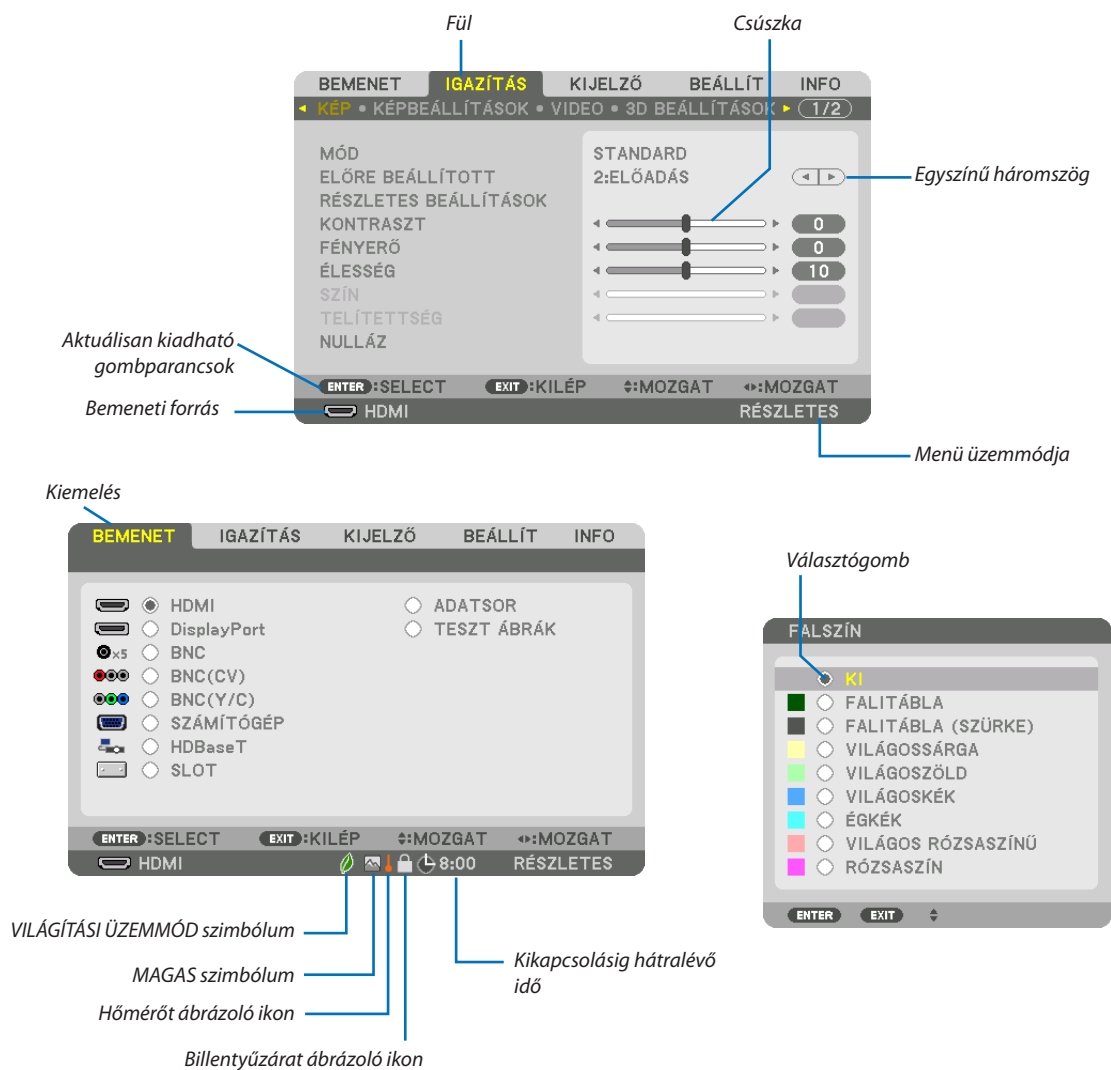 Fül
Csúszka
BEMENET IGAZÍTÁS KIJELZŐ BEÁLLÍT INFO
KÉP • KÉPBEÁLLÍTÁSOK • VIDEO • 3D BEÁLLÍTÁSOK 1/2
MÓD STANDARD
ELŐRE BEÁLLÍTOTT 2:ELŐADÁS
Egyszínű háromszög
RÉSZLETES BEÁLLÍTÁSOK
KONTRASZT 0
FÉNYERŐ 0
ÉLESSÉG 10
SZÍN
TELÍTETTSÉG
NULLÁZ
Aktuálisan kiadható
gombparancsok
ENTER:SELECT EXIT:KILÉP :MOZGAT :MOZGAT
Bemeneti forrás
HDMI RÉSZLETES
Menü üzemmódja
Kiemelés
BEMENET IGAZÍTÁS KIJELZŐ BEÁLLÍT INFO
HDMI ADATSOR
DisplayPort TESZT ÁBRÁK
×5 BNC
BNC(CV)
BNC(Y/C)
SZÁMÍTÓGÉP
HDBaseT
SLOT
ENTER:SELECT EXIT:KILÉP :MOZGAT :MOZGAT
HDMI 8:00 RÉSZLETES
VILÁGÍTÁSI ÜZEMMÓD szimbólum
MAGAS szimbólum
Hőmérőt ábrázoló ikon
Billentyűzárat ábrázoló ikon
Kikapcsolásig hátralévő
idő
Választógomb
FALSZÍN
KI
FALITÁBLA
FALITÁBLA (SZÜRKE)
VILÁGOSSÁRGA
VILÁGOSZÖLD
VILÁGOSKÉK
ÉGKÉK
VILÁGOS RÓZSASZÍNŰ
RÓZSASZÍN
ENTER EXIT